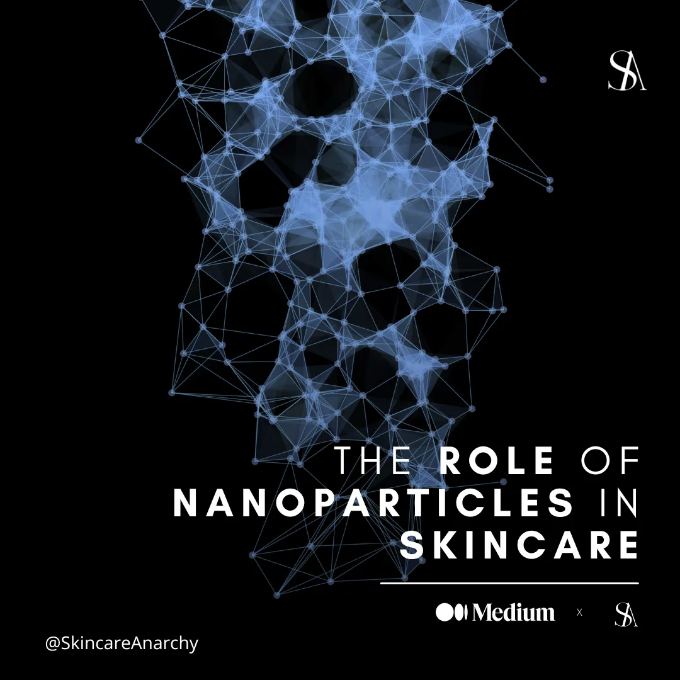 SA
THE ROLE OF
NANOPARTICLES IN
SKINCARE
Medium x SA
@SkincareAnarchy